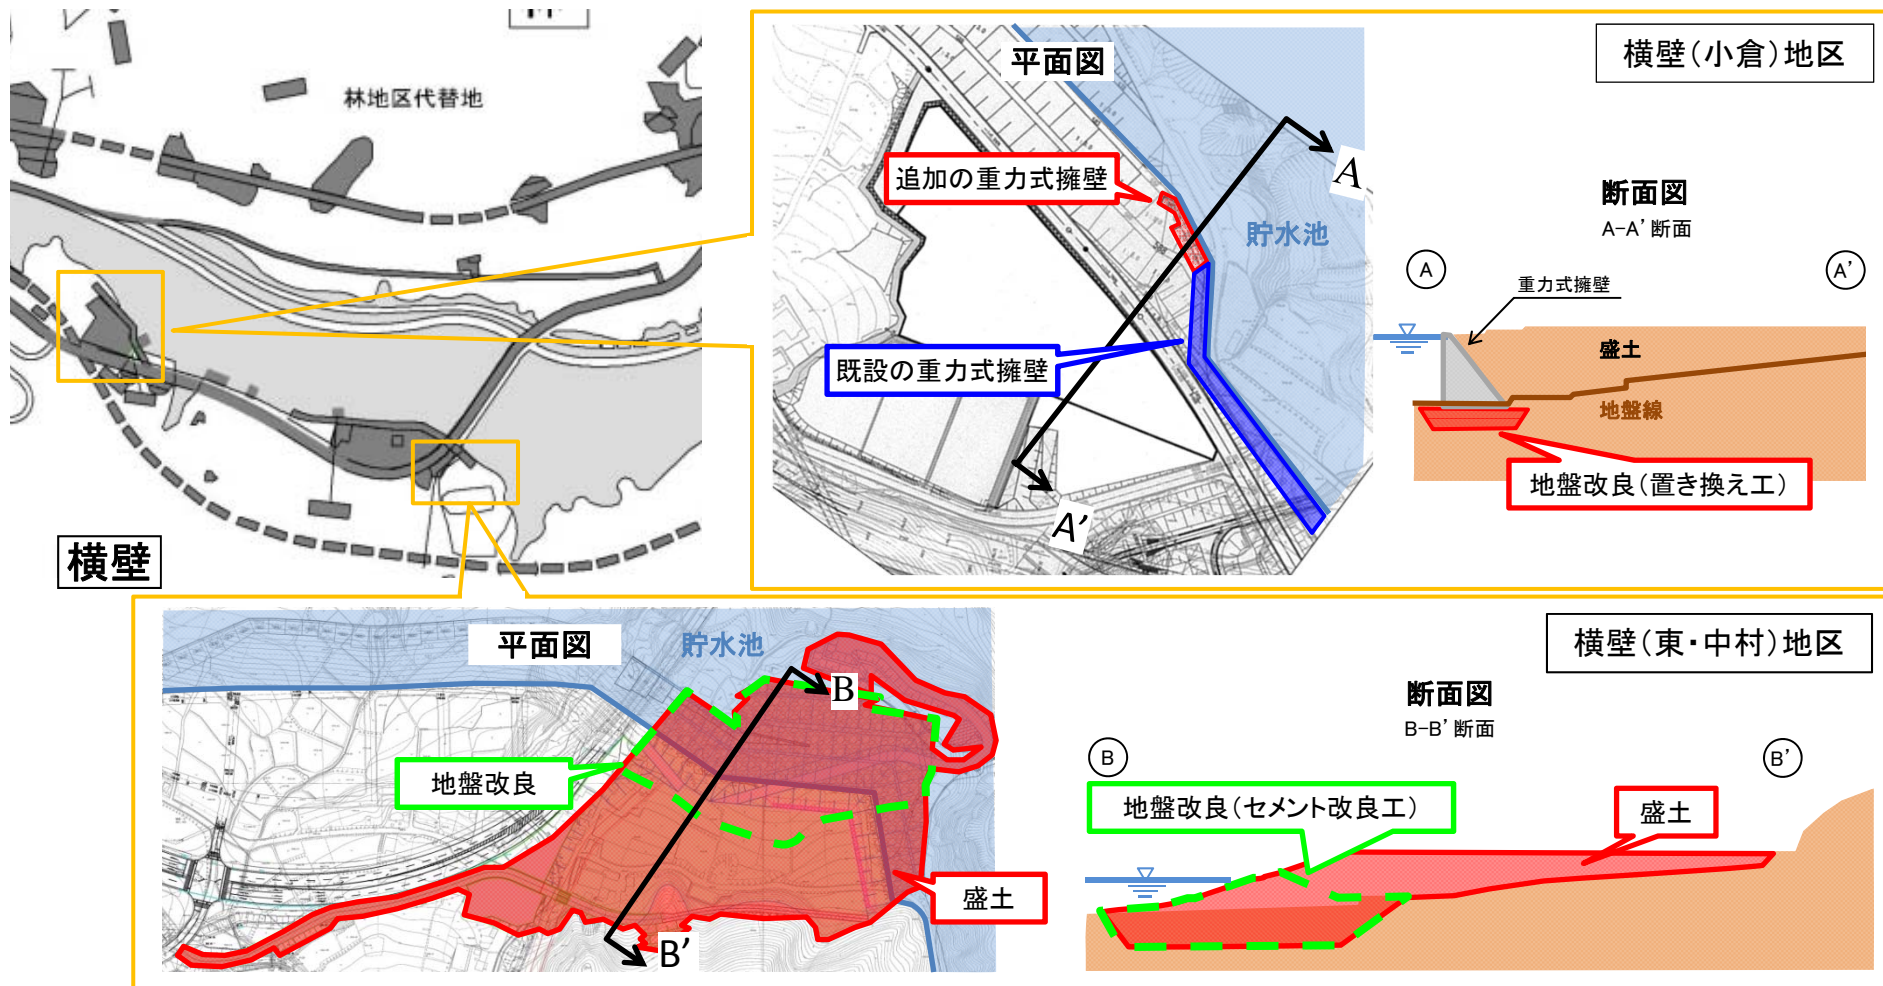 林地区代替地
横壁
平面図
横壁（小倉）地区
追加の重力式擁壁
A
貯水池
既設の重力式擁壁
A'
断面図
A-A' 断面
A
A'
重力式擁壁
盛土
地盤線
地盤改良（置き換え工）
平面図
貯水池
横壁（東・中村）地区
B
地盤改良
盛土
B'
断面図
B-B' 断面
B
B'
地盤改良（セメント改良工）
盛土